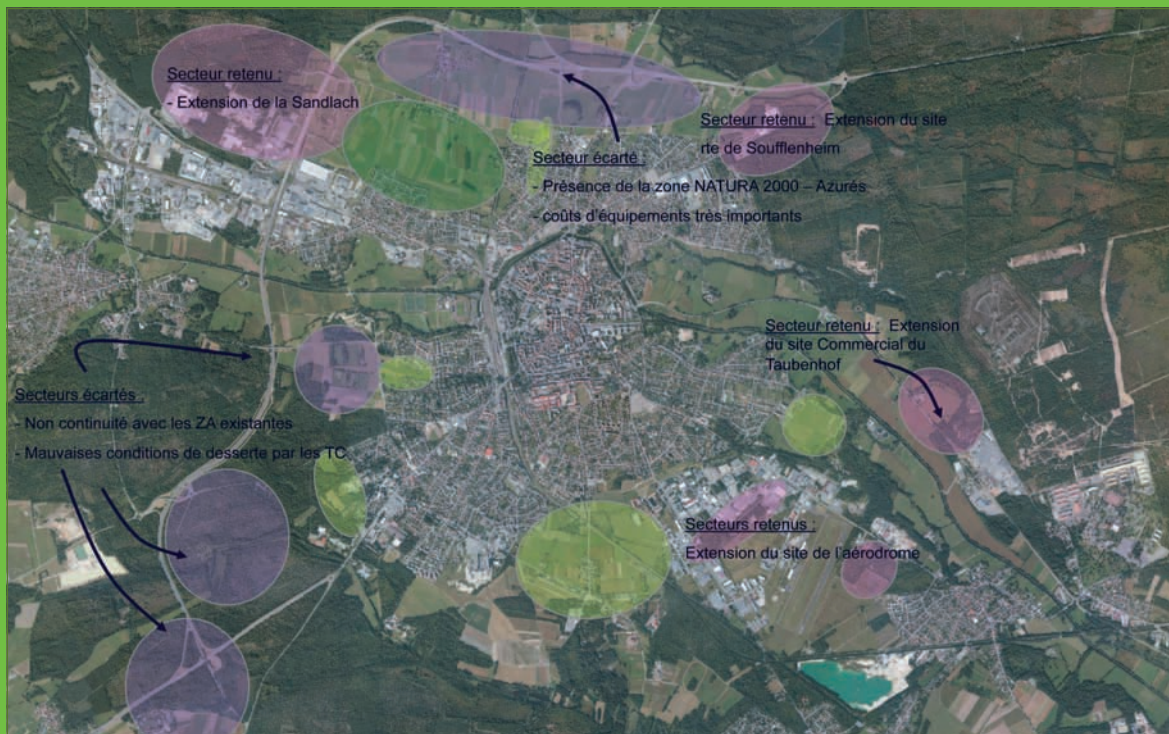 Secteur retenu :
- Extension de la Sandlach
Secteur retenu : Extension du site
rte de Soufflenheim
Secteur écarté :
- Présence de la zone NATURA 2000 – Azurés
- coûts d'équipements très importants
Secteur retenu : Extension
du site Commercial du
Taubenhof
Secteurs écartés :
- Non continuité avec les ZA existantes
- Mauvaises conditions de desserte par les TC
Secteurs retenus :
Extension du site de l'aérodrome